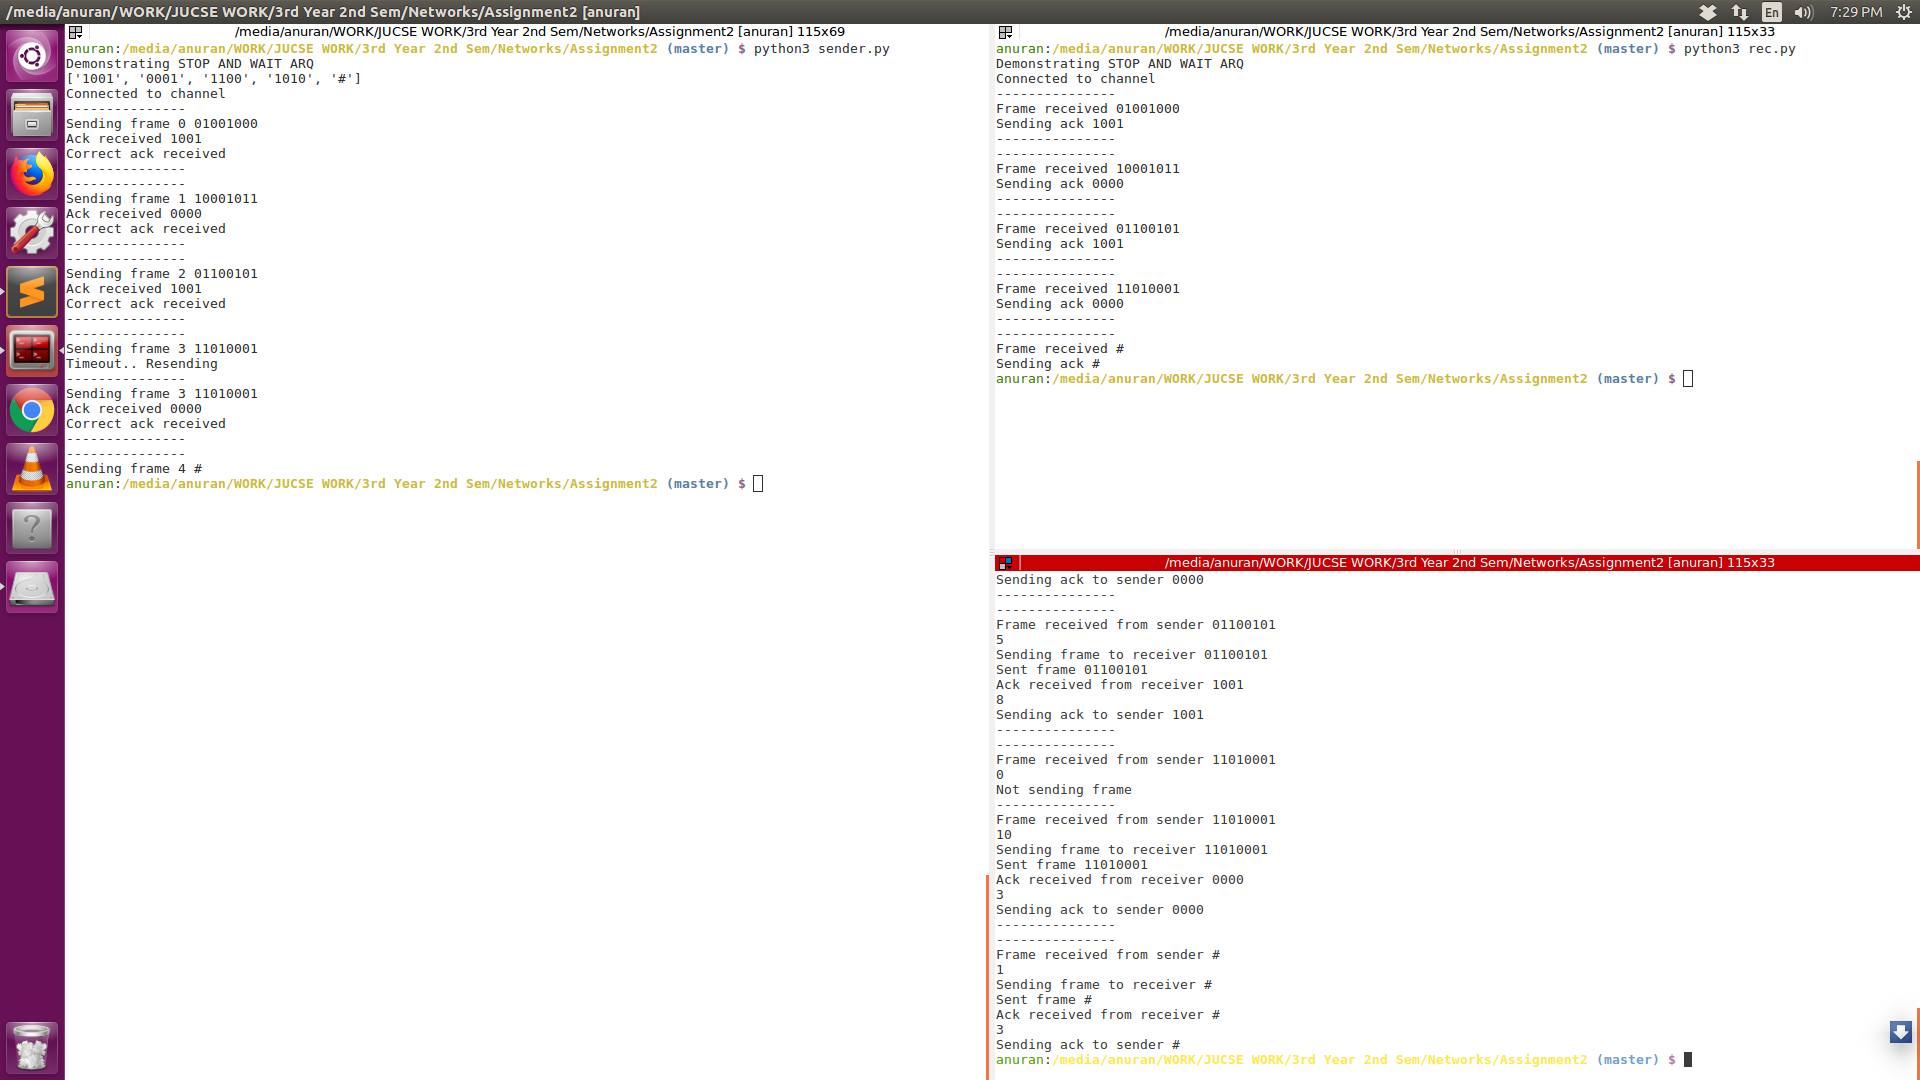 /media/anuran/WORK/JUCSE WORK/3rd Year 2nd Sem/Networks/Assignment2 [anuran]
En
7:29 PM
/media/anuran/WORK/JUCSE WORK/3rd Year 2nd Sem/Networks/Assignment2 [anuran] 115x69
anuran:/media/anuran/WORK/JUCSE WORK/3rd Year 2nd Sem/Networks/Assignment2 (master) $ python3 sender.py
Demonstrating STOP AND WAIT ARQ
['1001', '0001', '1100', '1010', '#']
Connected to channel
---------------
Sending frame 0 01001000
Ack received 1001
Correct ack received
---------------
---------------
Sending frame 1 10001011
Ack received 0000
Correct ack received
---------------
---------------
Sending frame 2 01100101
Ack received 1001
Correct ack received
---------------
---------------
Sending frame 3 11010001
Timeout.. Resending
---------------
Sending frame 3 11010001
Ack received 0000
Correct ack received
---------------
---------------
Sending frame 4 #
anuran:/media/anuran/WORK/JUCSE WORK/3rd Year 2nd Sem/Networks/Assignment2 (master) $
/media/anuran/WORK/JUCSE WORK/3rd Year 2nd Sem/Networks/Assignment2 [anuran] 115x33
anuran:/media/anuran/WORK/JUCSE WORK/3rd Year 2nd Sem/Networks/Assignment2 (master) $ python3 rec.py
Demonstrating STOP AND WAIT ARQ
Connected to channel
---------------
Frame received 01001000
Sending ack 1001
---------------
---------------
Frame received 10001011
Sending ack 0000
---------------
---------------
Frame received 01100101
Sending ack 1001
---------------
---------------
Frame received 11010001
Sending ack 0000
---------------
---------------
Frame received #
Sending ack #
anuran:/media/anuran/WORK/JUCSE WORK/3rd Year 2nd Sem/Networks/Assignment2 (master) $
/media/anuran/WORK/JUCSE WORK/3rd Year 2nd Sem/Networks/Assignment2 [anuran] 115x33
Sending ack to sender 0000
---------------
---------------
Frame received from sender 01100101
5
Sending frame to receiver 01100101
Sent frame 01100101
Ack received from receiver 1001
8
Sending ack to sender 1001
---------------
---------------
Frame received from sender 11010001
0
Not sending frame
---------------
Frame received from sender 11010001
10
Sending frame to receiver 11010001
Sent frame 11010001
Ack received from receiver 0000
3
Sending ack to sender 0000
---------------
---------------
Frame received from sender #
1
Sending frame to receiver #
Sent frame #
Ack received from receiver #
3
Sending ack to sender #
anuran:/media/anuran/WORK/JUCSE WORK/3rd Year 2nd Sem/Networks/Assignment2 (master) $